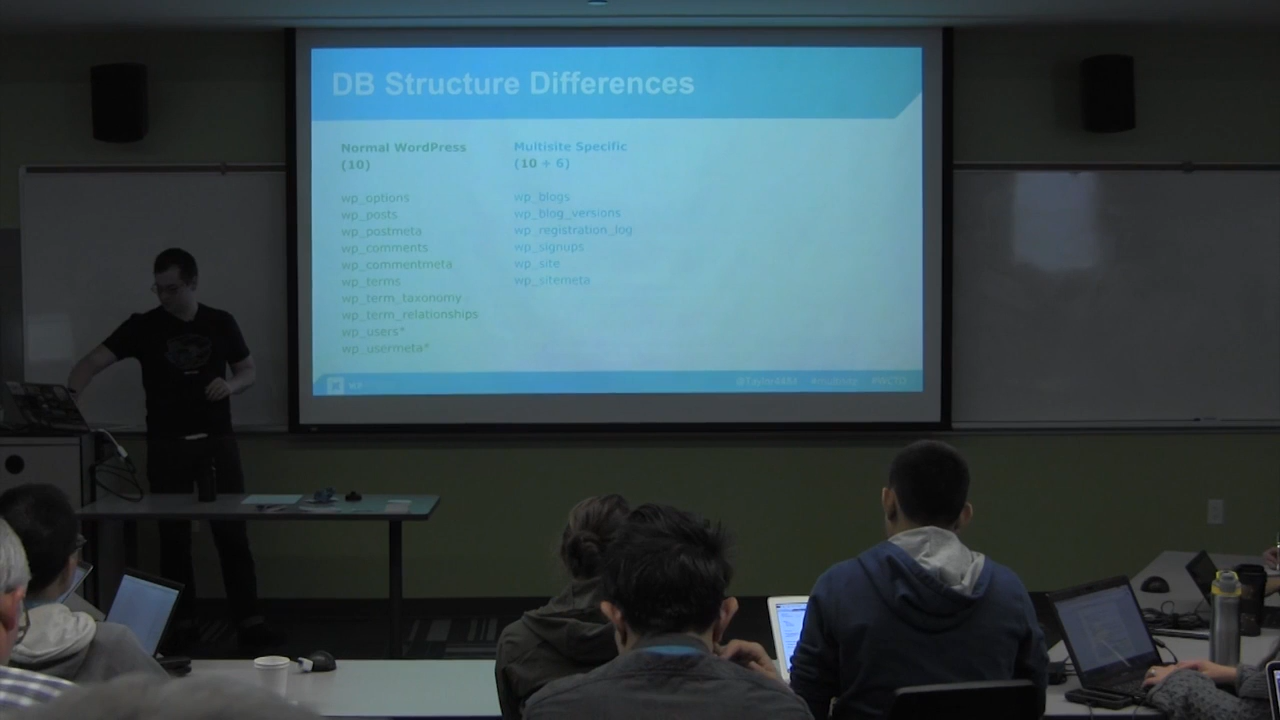 DB Structure Differences
Normal WordPress
(10)
wp_options
wp_posts
wp_postmeta
wp_comments
wp_commentmeta
wp_terms
wp_term_taxonomy
wp_term_relationships
wp_users*
wp_usermeta*
Multisite Specific
(10 + 6)
wp_blogs
wp_blog_versions
wp_registration_log
wp_signups
wp_site
wp_sitemeta
#WCTO